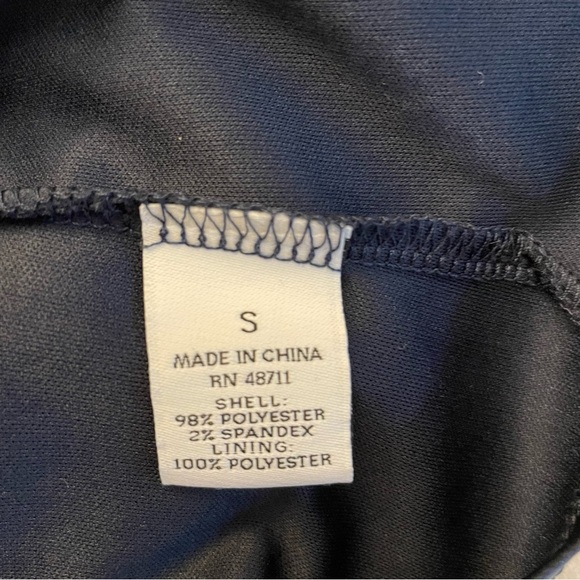 S
MADE IN CHINA
RN 48711
SHELL:
98% POLYESTER
2% SPANDEX
LINING:
100% POLYESTER